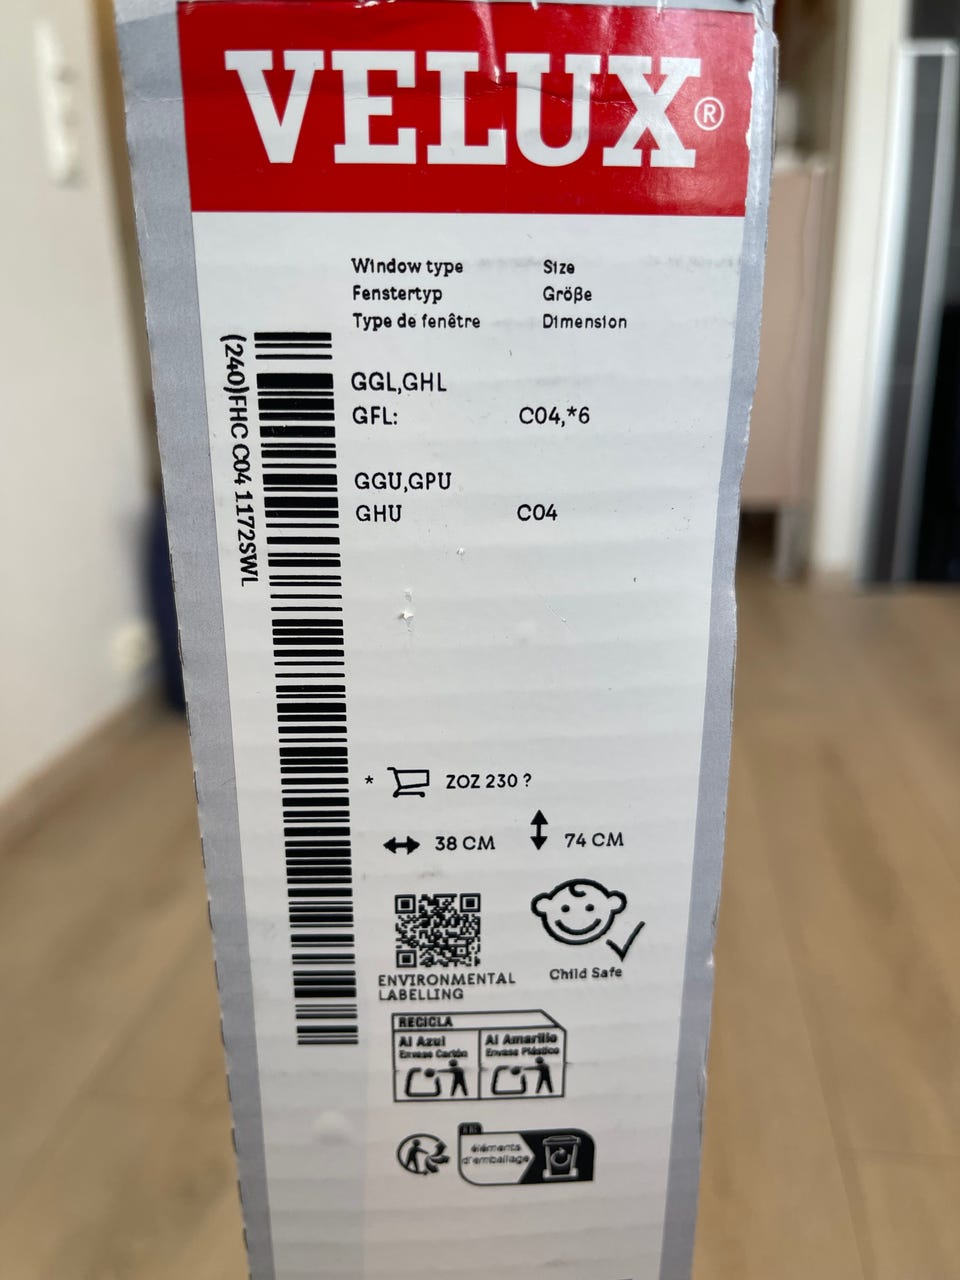 VELUX®
Window type Size
Fenstertyp Größe
Type de fenêtre Dimension
(240)FHC C04 1172SWL
GGL,GHL
GFL: C04,*6
GGU,GPU
GHU C04
* ZOZ 230 ?
38 CM 74 CM
Child Safe
ENVIRONMENTAL
LABELLING
RECICLA
Al Azul Al Amarillo
Envase Cartón Envase Plástico
éléments
d'emballage